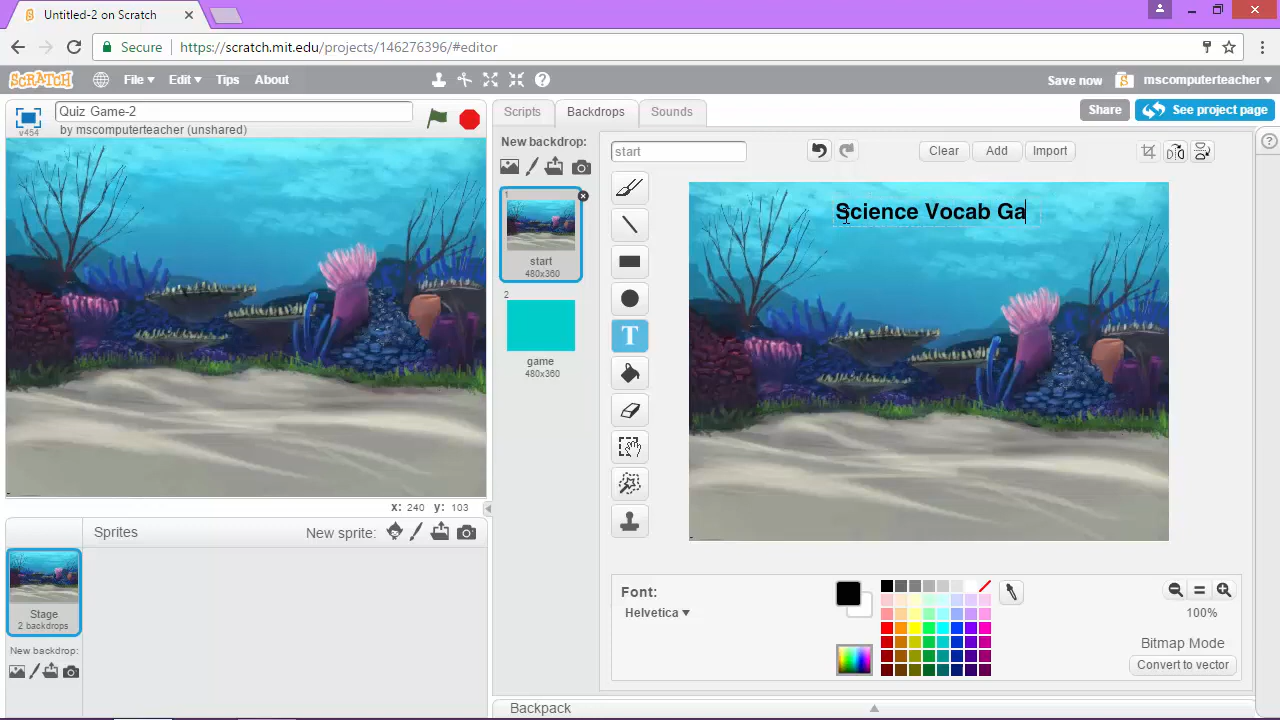 Untitled-2 on Scratch
Secure https://scratch.mit.edu/projects/146276396/#editor
SCRATCH File Edit Tips About Save now mscomputerteacher
Quiz Game-2
by mscomputerteacher (unshared)
v454
Scripts Backdrops Sounds
Share See project page
New backdrop:
start
Clear Add Import
1
start
480x360
2
game
480x360
Science Vocab Ga
T
x: 240 y: 103
Sprites New sprite:
Stage
2 backdrops
New backdrop:
Font:
Helvetica
100%
Bitmap Mode
Convert to vector
Backpack